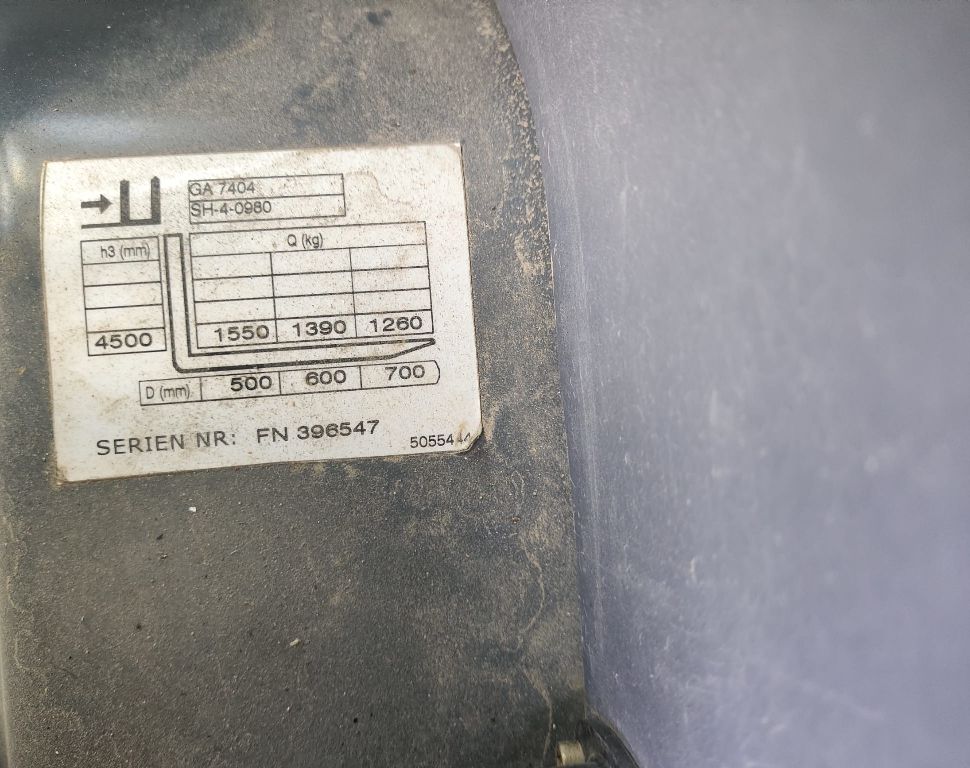 GA 7404
SH-4-0980
h3 (mm)
Q (kg)
4500
1550 1390 1260
D (mm) 500 600 700
SERIEN NR: FN 396547